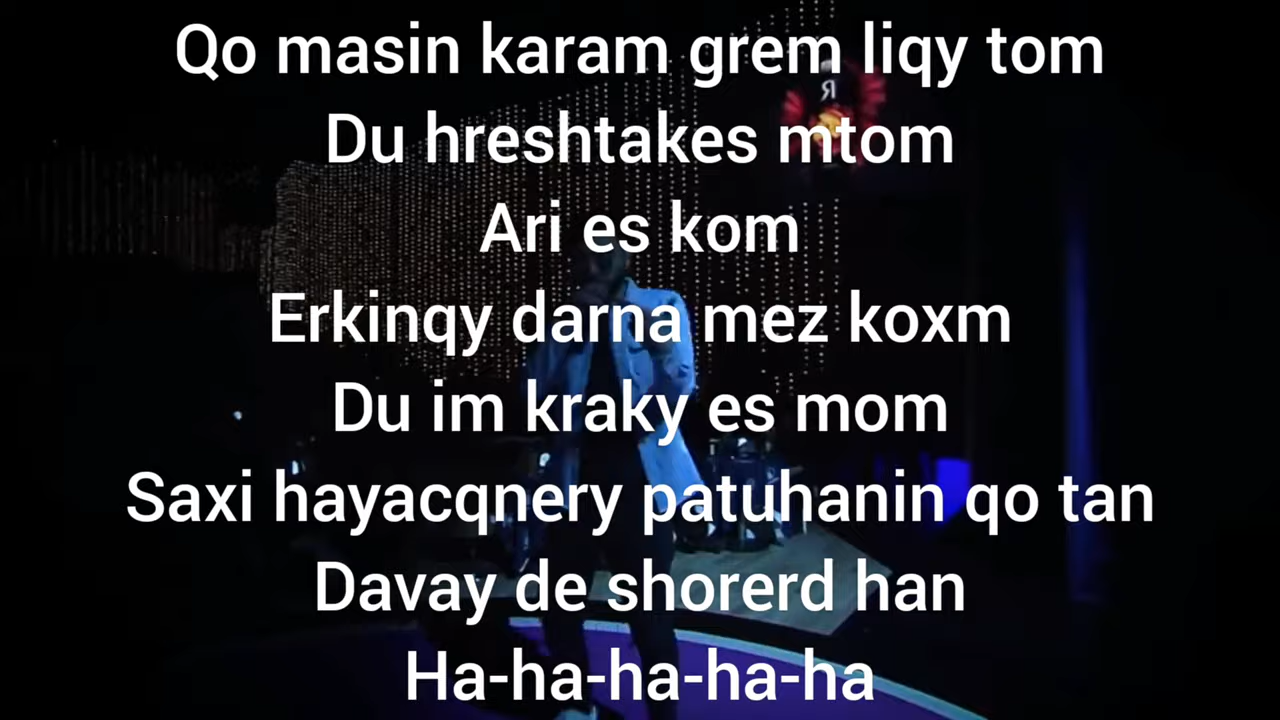 Qo masin karam grem liqy tom
Я
Du hreshtakes mtom
Ari es kom
Erkinqy darna mez koxm
Du im kraky es mom
Saxi hayacqnery patuhanin qo tan
Davay de shorerd han
Ha-ha-ha-ha-ha